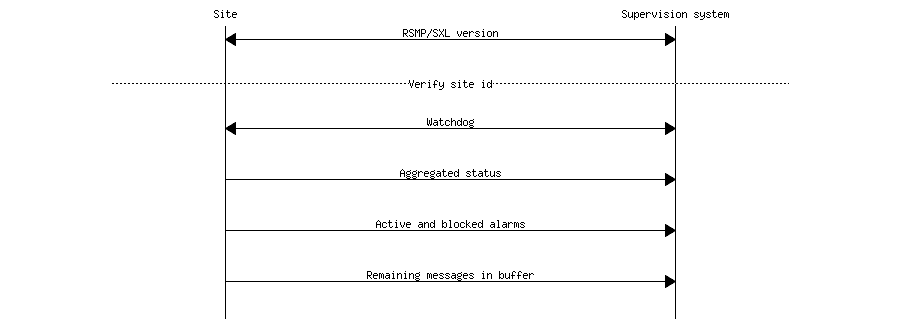 Site
Supervision system
RSMP/SXL version
Verify site id
Watchdog
Aggregated status
Active and blocked alarms
Remaining messages in buffer